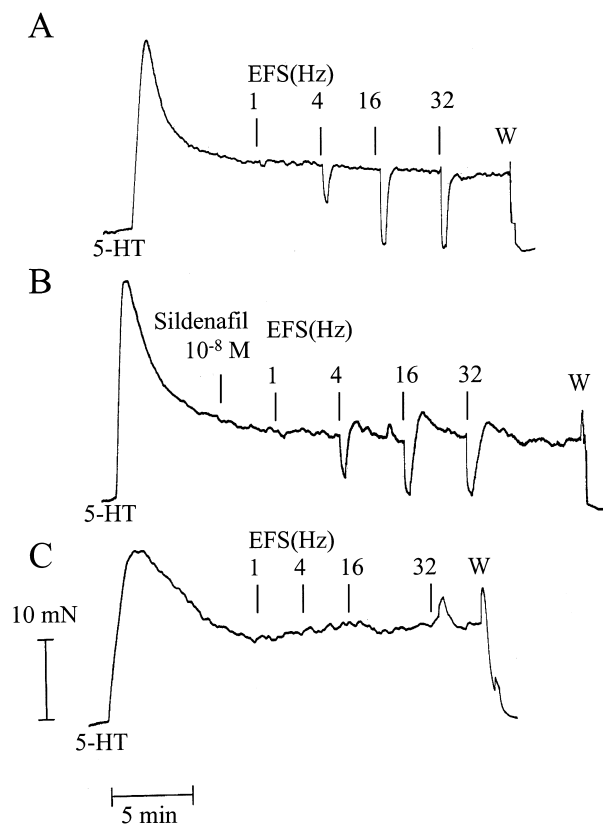 A
EFS(Hz)
1 4 16 32 W
5-HT
B
Sildenafil EFS(Hz)
10⁻⁸ M
1 4 16 32 W
5-HT
C
EFS(Hz)
1 4 16 32 W
10 mN
5-HT
5 min